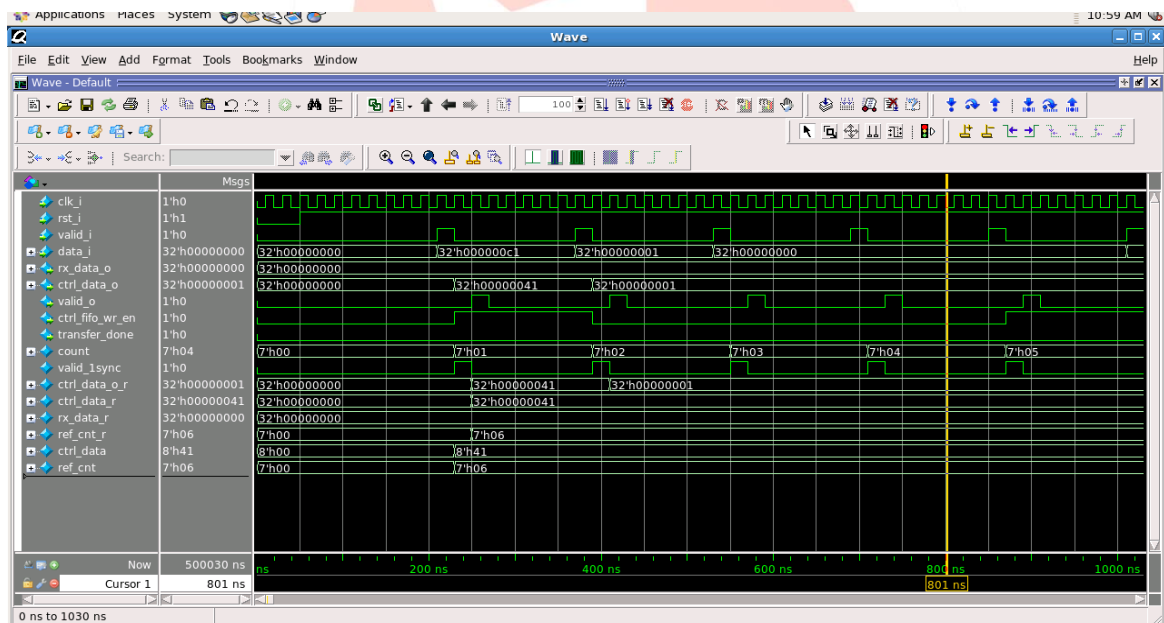 Applications Places System 10:59 AM
Wave
File Edit View Add Format Tools Bookmarks Window Help
Wave - Default
100
Search:
Msgs
clk_i 1'h0
rst_i 1'h1
valid_i 1'h0
data_i 32'h00000000 32'h00000000 32'h000000c1 32'h00000001 32'h00000000
rx_data_o 32'h00000000 32'h00000000
ctrl_data_o 32'h00000001 32'h00000000 32'h00000041 32'h00000001
valid_o 1'h0
ctrl_fifo_wr_en 1'h0
transfer_done 1'h0
count 7'h04 7'h00 7'h01 7'h02 7'h03 7'h04 7'h05
valid_1sync 1'h0
ctrl_data_o_r 32'h00000001 32'h00000000 32'h00000041 32'h00000001
ctrl_data_r 32'h00000041 32'h00000000 32'h00000041
rx_data_r 32'h00000000 32'h00000000
ref_cnt_r 7'h06 7'h00 7'h06
ctrl_data 8'h41 8'h00 8'h41
ref_cnt 7'h06 7'h00 7'h06
Now 500030 ns ns 200 ns 400 ns 600 ns 800 ns 1000 ns
Cursor 1 801 ns 801 ns
0 ns to 1030 ns